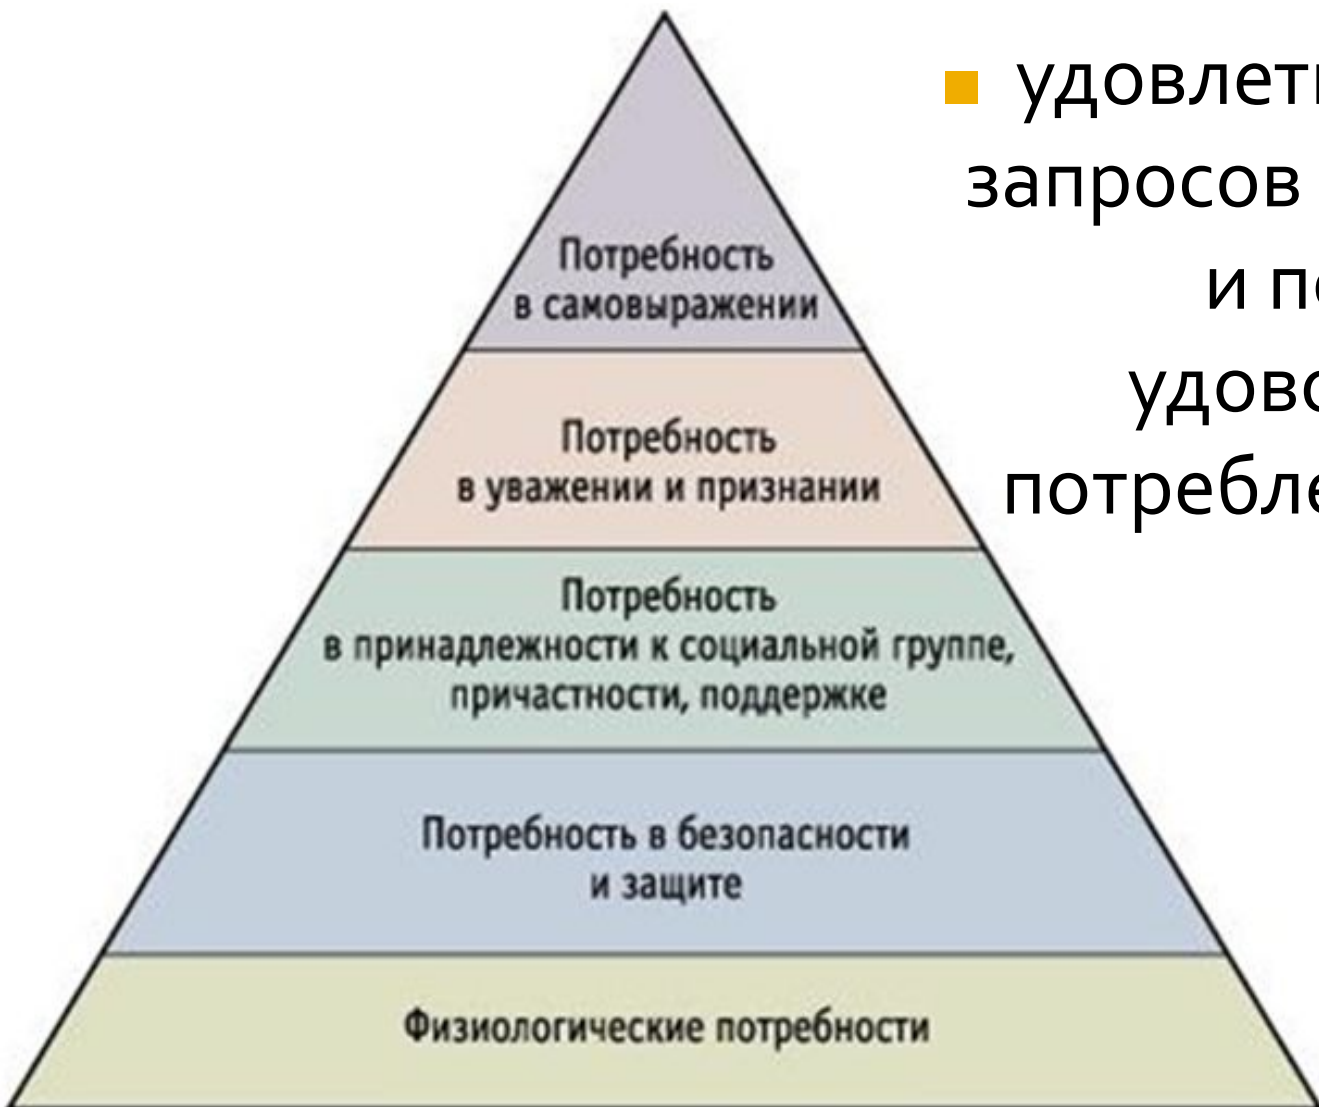 Потребность
в самовыражении
Потребность
в уважении и признании
Потребность
в принадлежности к социальной группе,
причастности, поддержке
Потребность в безопасности
и защите
Физиологические потребности
запросов
и